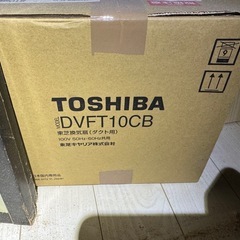 TOSHIBA
MODEL DVFT10CB
東芝換気扇(ダクト用)
100V 50Hz/60Hz共用
東芝キヤリア株式会社